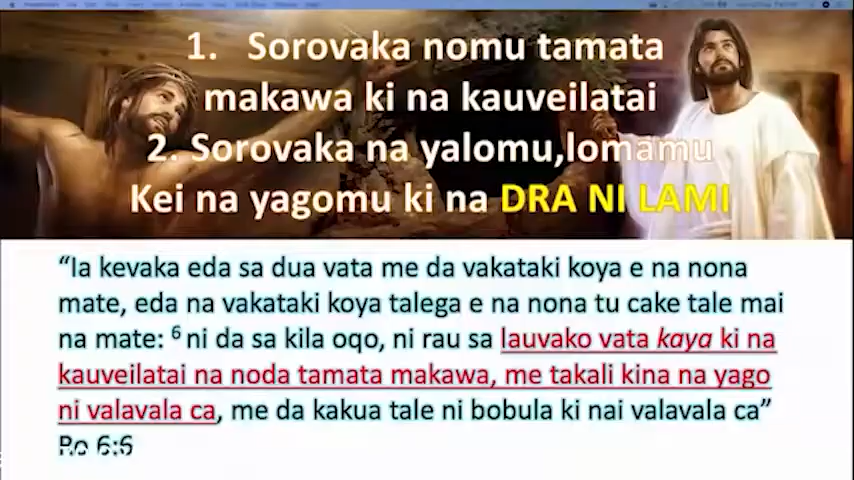 1. Sorovaka nomu tamata
makawa ki na kauveilatai
2. Sorovaka na yalomu,lomamu
Kei na yagomu ki na DRA NI LAMI
“Ia kevaka eda sa dua vata me da vakataki koya e na nona
mate, eda na vakataki koya talega e na nona tu cake tale mai
na mate: 6 ni da sa kila oqo, ni rau sa lauvako vata kaya ki na
kauveilatai na noda tamata makawa, me takali kina na yago
ni valavala ca, me da kakua tale ni bobula ki nai valavala ca”
Ro 6:6